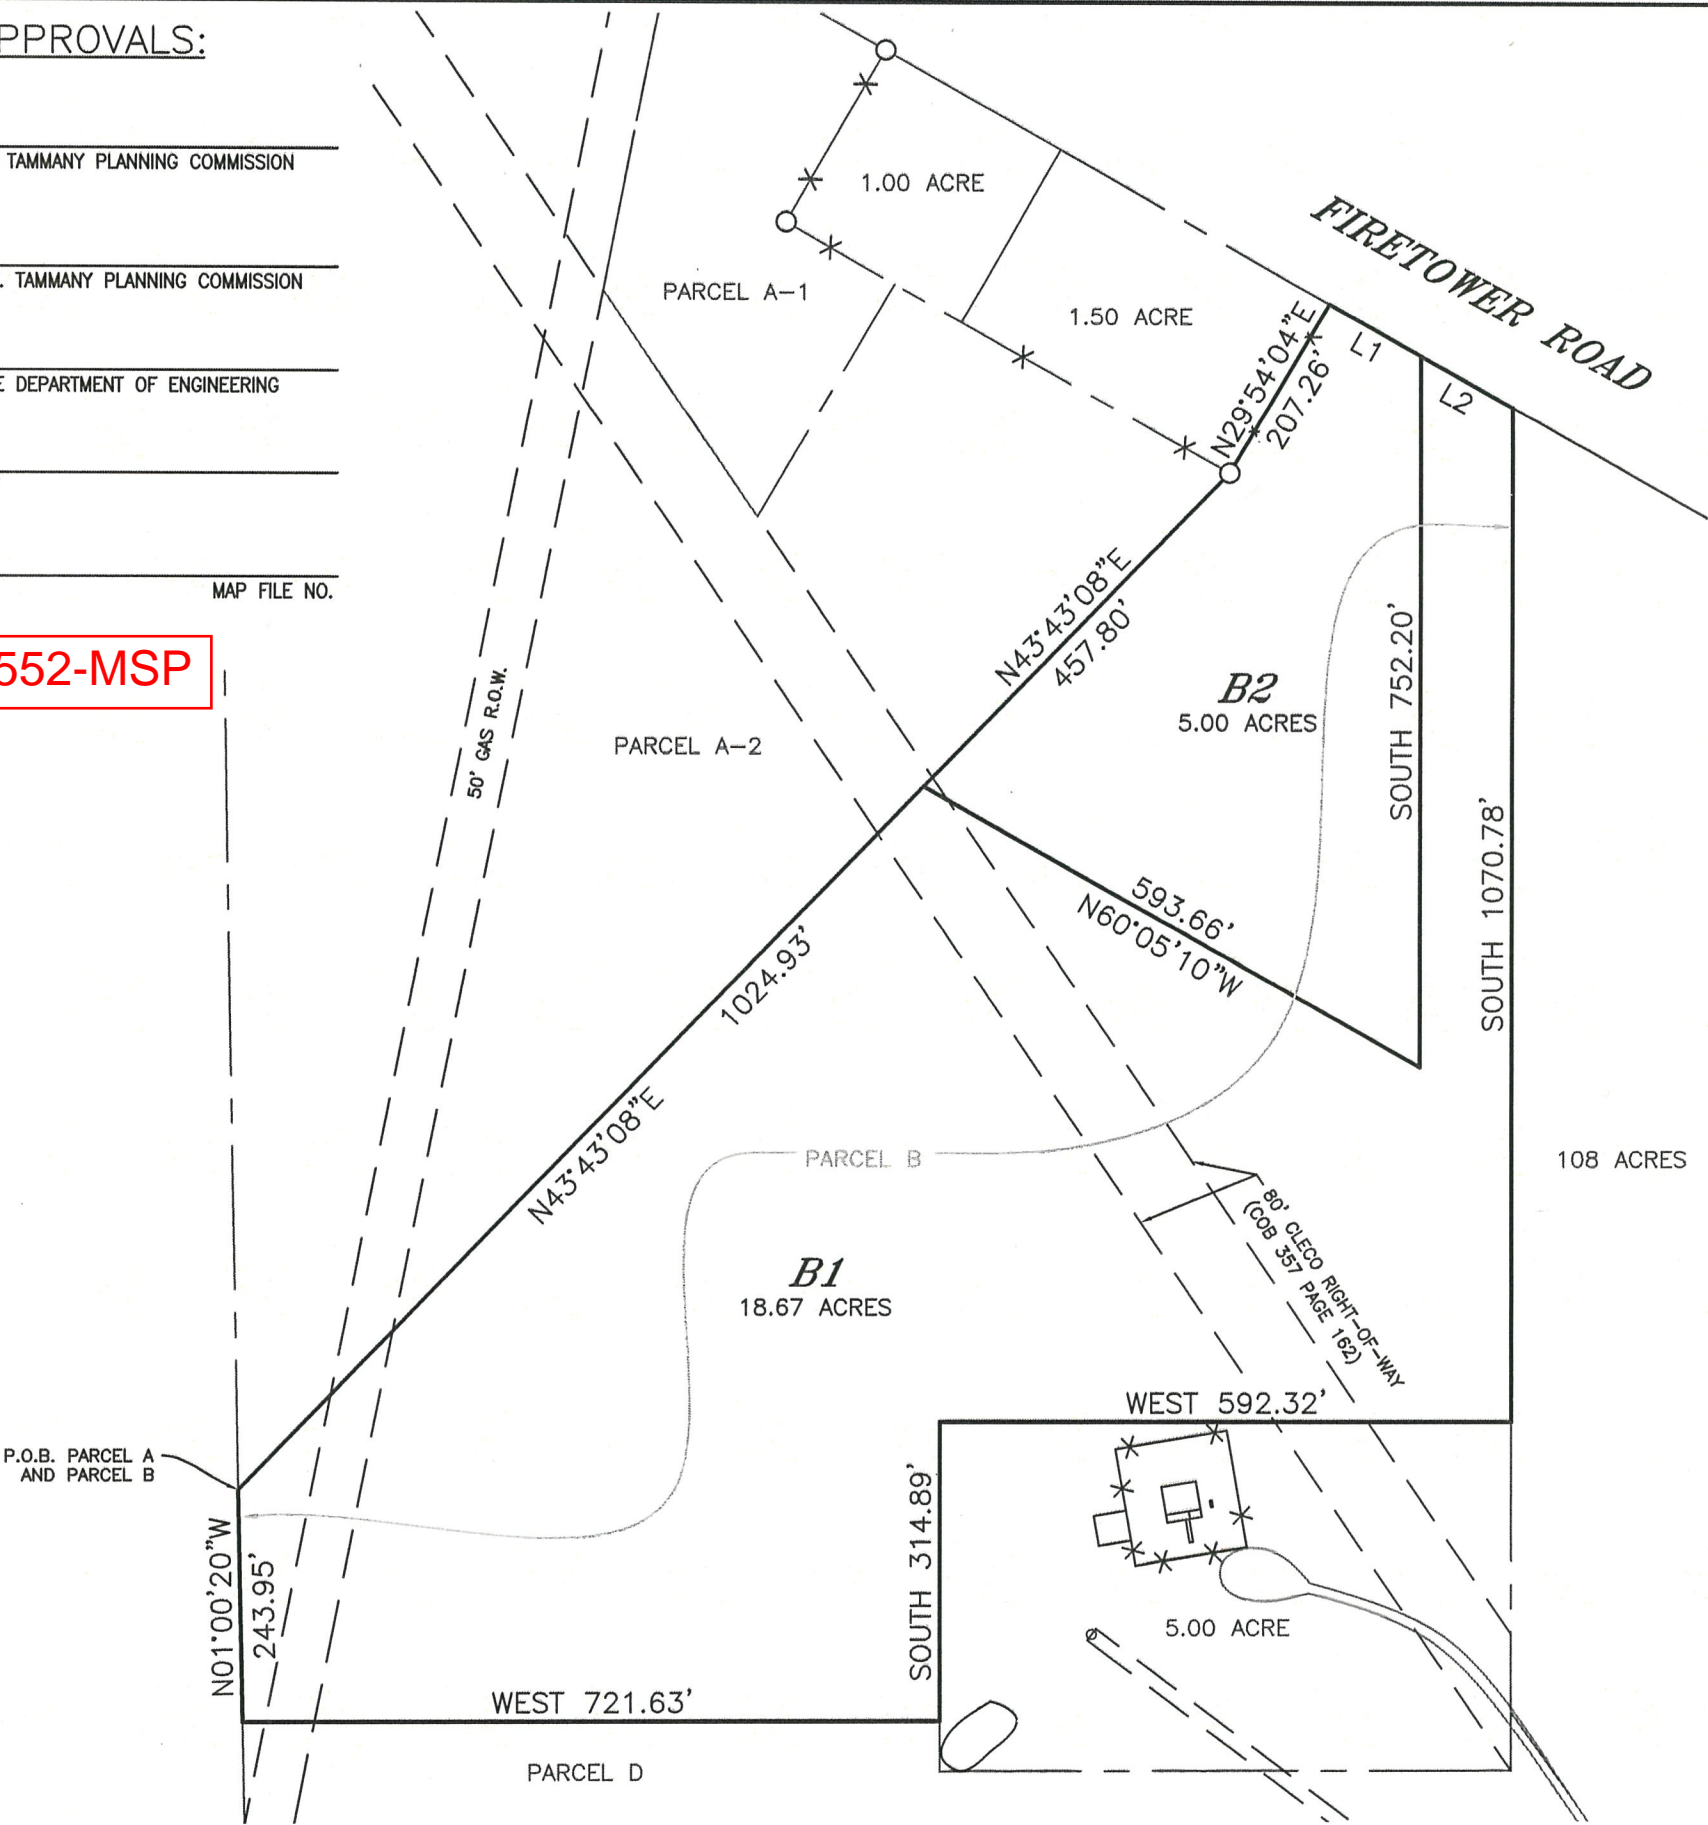 PPROVALS:
TAMMANY PLANNING COMMISSION
. TAMMANY PLANNING COMMISSION
E DEPARTMENT OF ENGINEERING
MAP FILE NO.
552-MSP
1.00 ACRE
PARCEL A-1
1.50 ACRE
FIRETOWER ROAD
N29°54'04"E
207.26'
L1
L2
N43°43'08"E
457.80'
B2
5.00 ACRES
SOUTH 752.20'
50' GAS R.O.W.
PARCEL A-2
SOUTH 1070.78'
593.66'
N60°05'10"W
1024.93'
N43°43'08"E
PARCEL B
108 ACRES
80' CLECO RIGHT-OF-WAY
(COB 357 PAGE 162)
B1
18.67 ACRES
WEST 592.32'
P.O.B. PARCEL A
AND PARCEL B
N01°00'20"W
243.95'
SOUTH 314.89'
5.00 ACRE
WEST 721.63'
PARCEL D